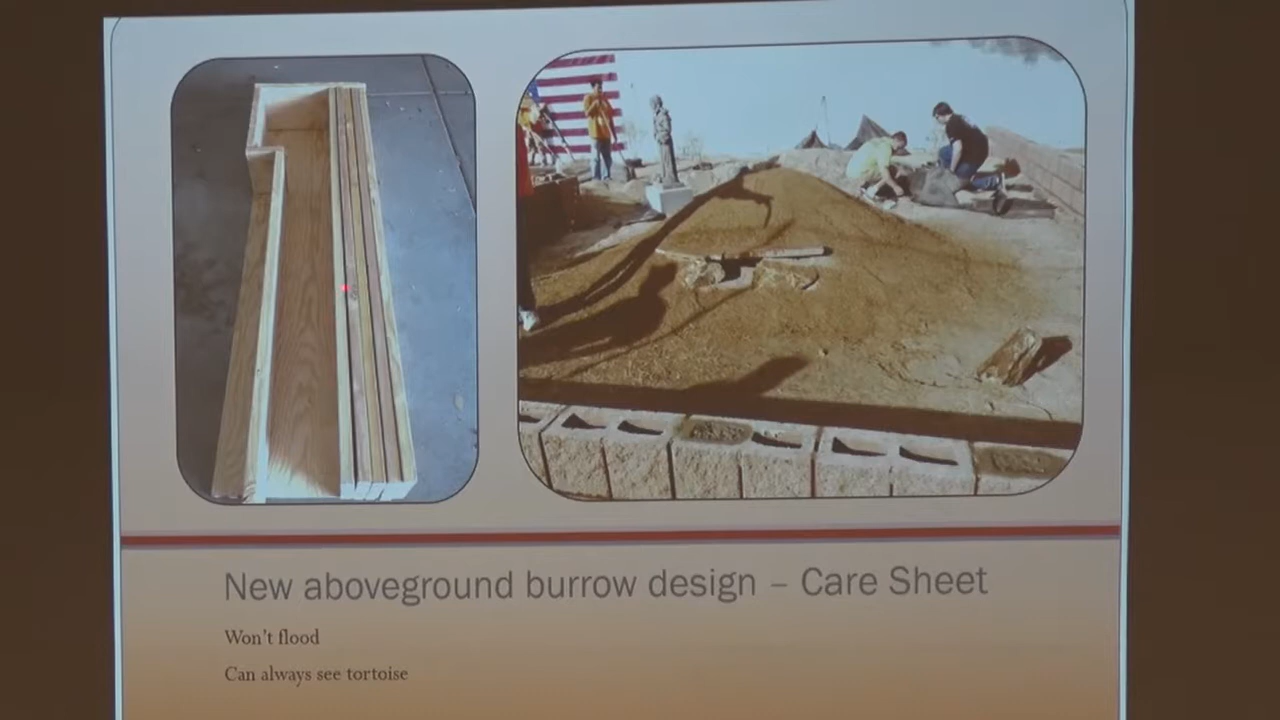 New aboveground burrow design – Care Sheet
Won't flood
Can always see tortoise